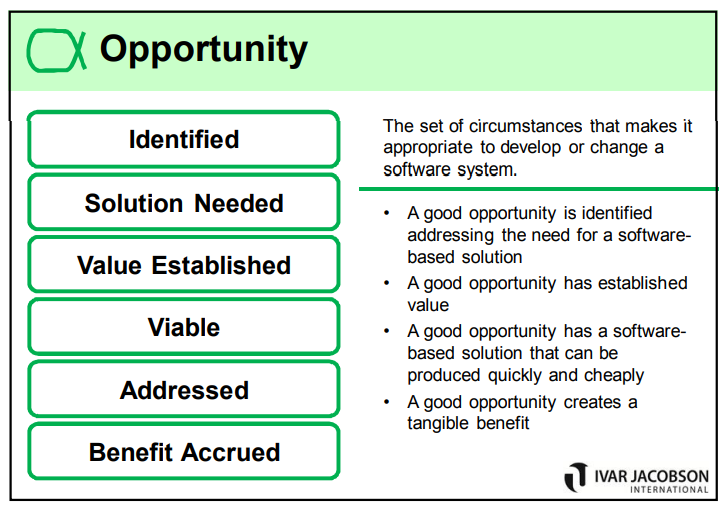 Opportunity
Identified
Solution Needed
Value Established
Viable
Addressed
Benefit Accrued
The set of circumstances that makes it
appropriate to develop or change a
software system.
• A good opportunity is identified
addressing the need for a software-
based solution
• A good opportunity has established
value
• A good opportunity has a software-
based solution that can be
produced quickly and cheaply
• A good opportunity creates a
tangible benefit
IVAR JACOBSON
INTERNATIONAL